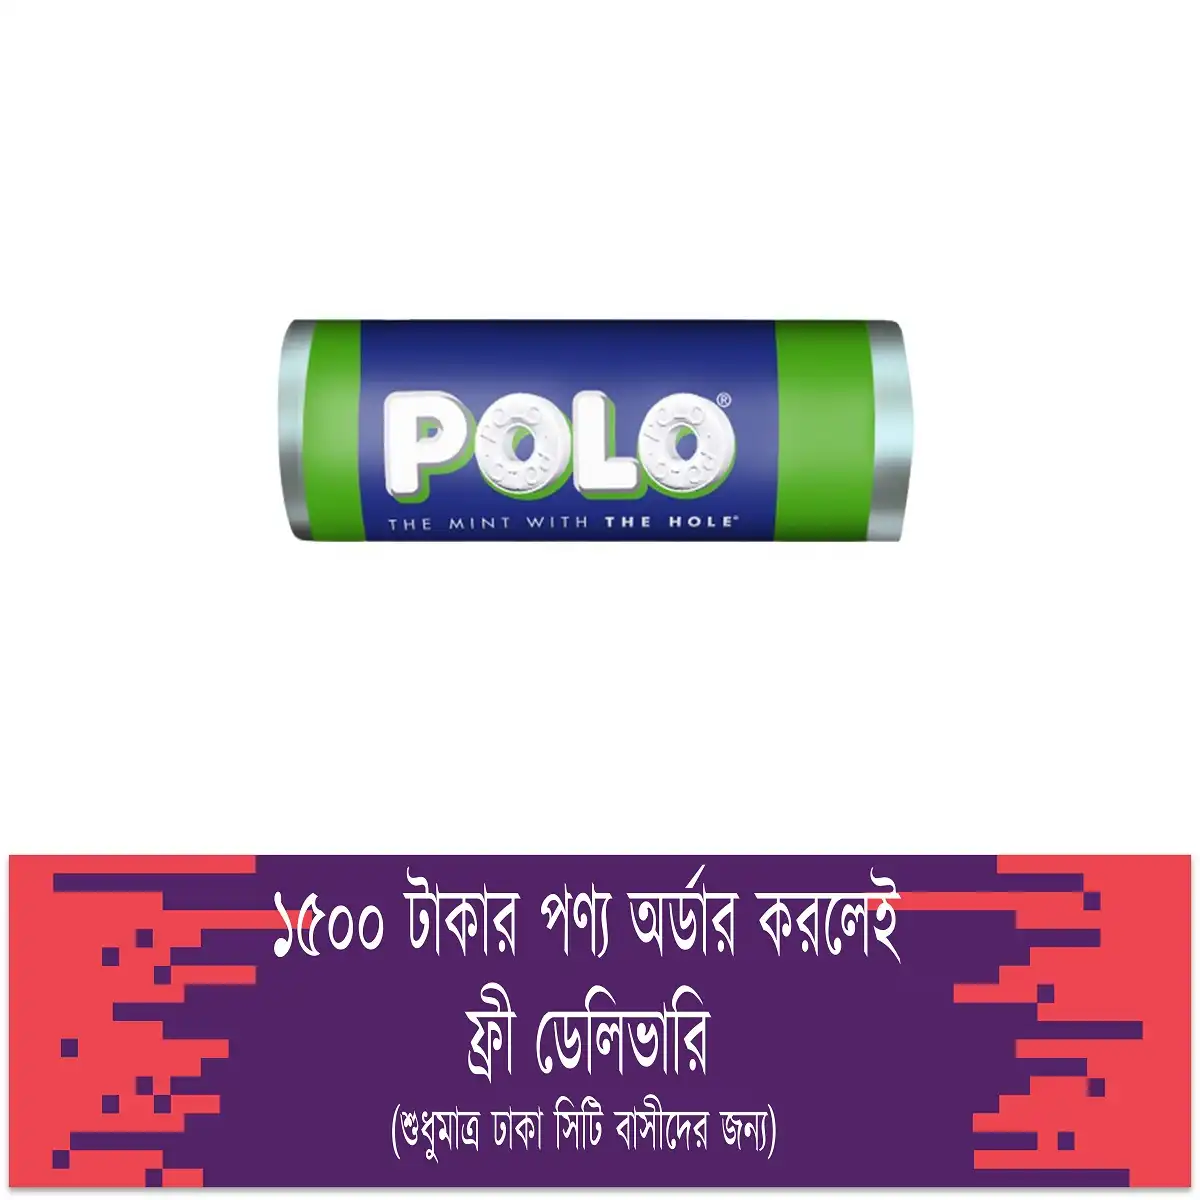 POLO®
THE MINT WITH THE HOLE®
১৫০০ টাকার পণ্য অর্ডার করলেই
ফ্রী ডেলিভারি
(শুধুমাত্র ঢাকা সিটি বাসীদের জন্য)